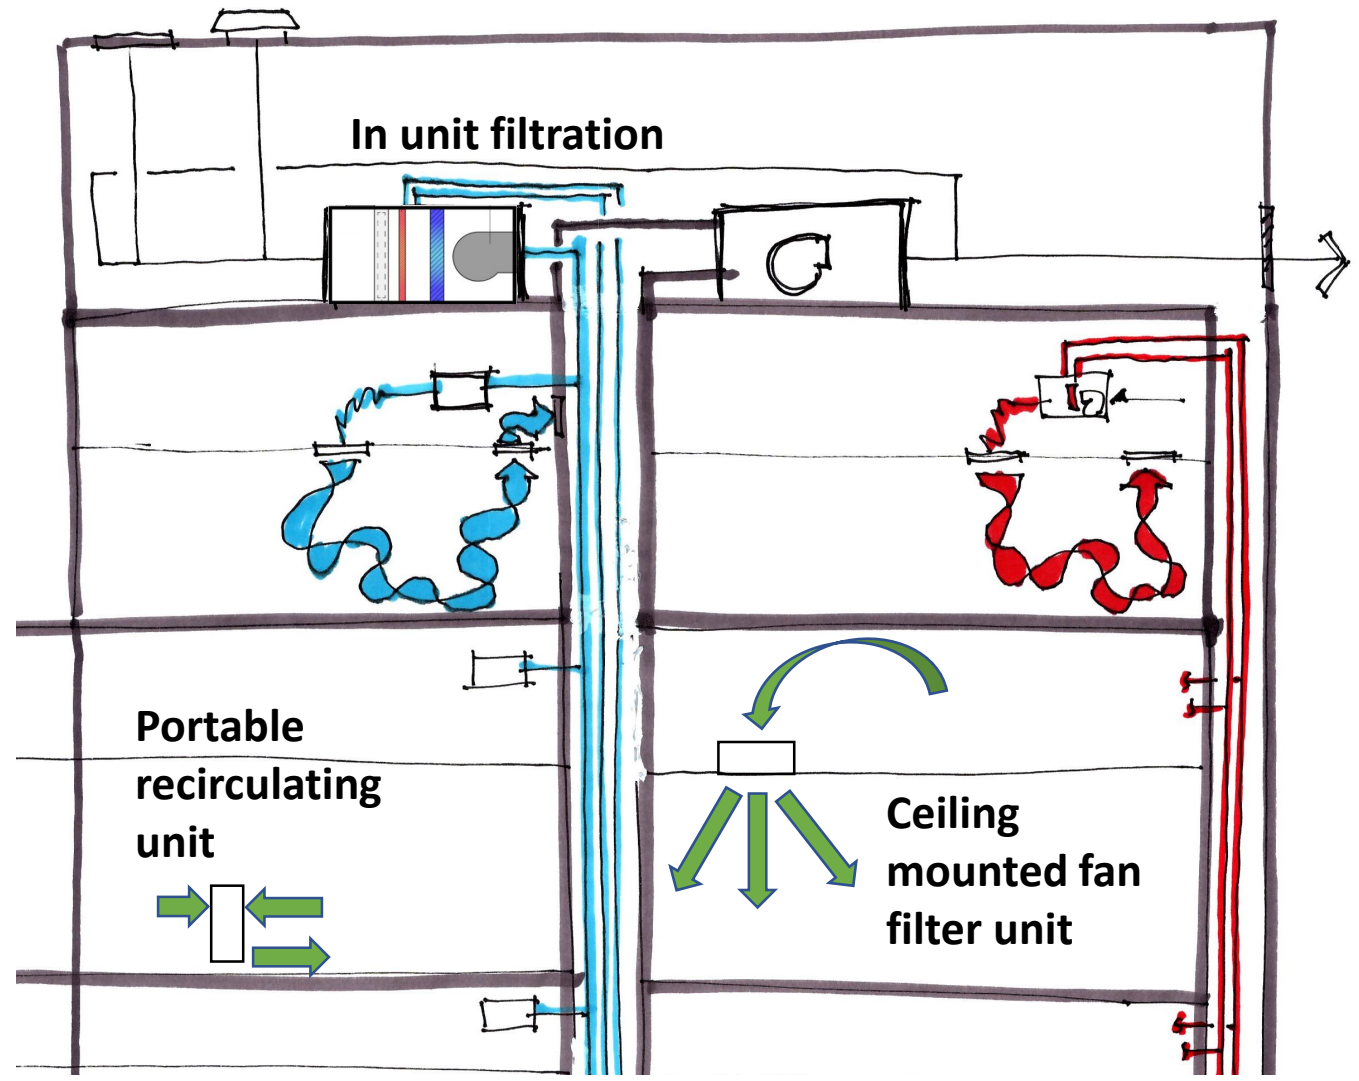 In unit filtration
Portable
recirculating
unit
Ceiling
mounted fan
filter unit